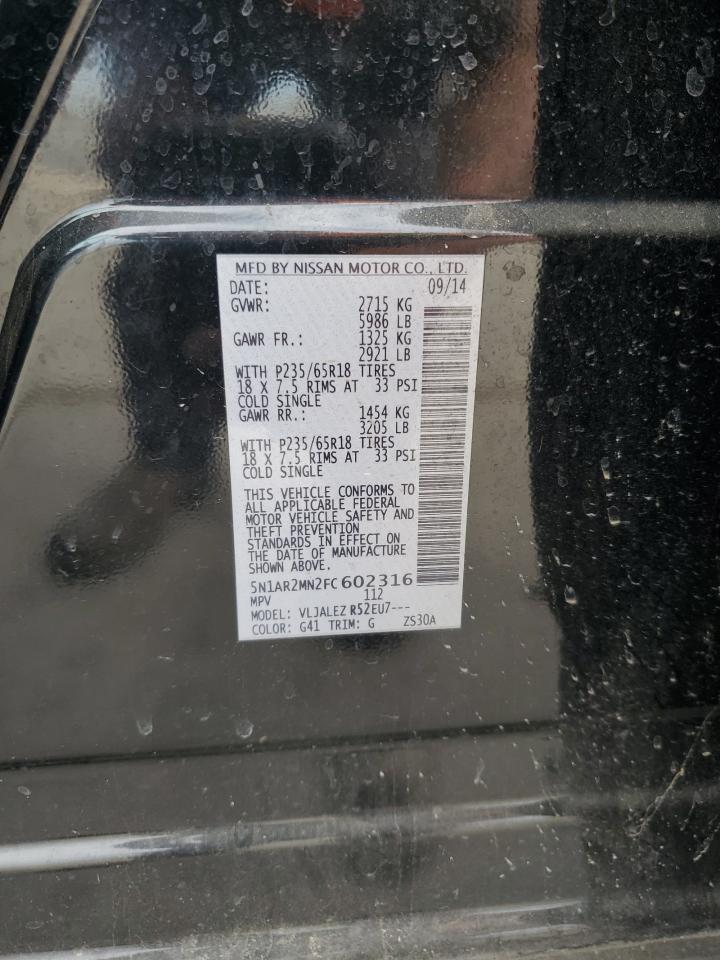 MFD BY NISSAN MOTOR CO., LTD.
DATE: 09/14
GVWR: 2715 KG
5986 LB
GAWR FR.: 1325 KG
2921 LB
WITH P235/65R18 TIRES
18 X 7.5 RIMS AT 33 PSI
COLD SINGLE
GAWR RR.: 1454 KG
3205 LB
WITH P235/65R18 TIRES
18 X 7.5 RIMS AT 33 PSI
COLD SINGLE
THIS VEHICLE CONFORMS TO
ALL APPLICABLE FEDERAL
MOTOR VEHICLE SAFETY AND
THEFT PREVENTION
STANDARDS IN EFFECT ON
THE DATE OF MANUFACTURE
SHOWN ABOVE.
5N1AR2MN2FC602316
MPV 112
MODEL: VLJALEZ R52EU7---
COLOR: G41 TRIM: G ZS30A